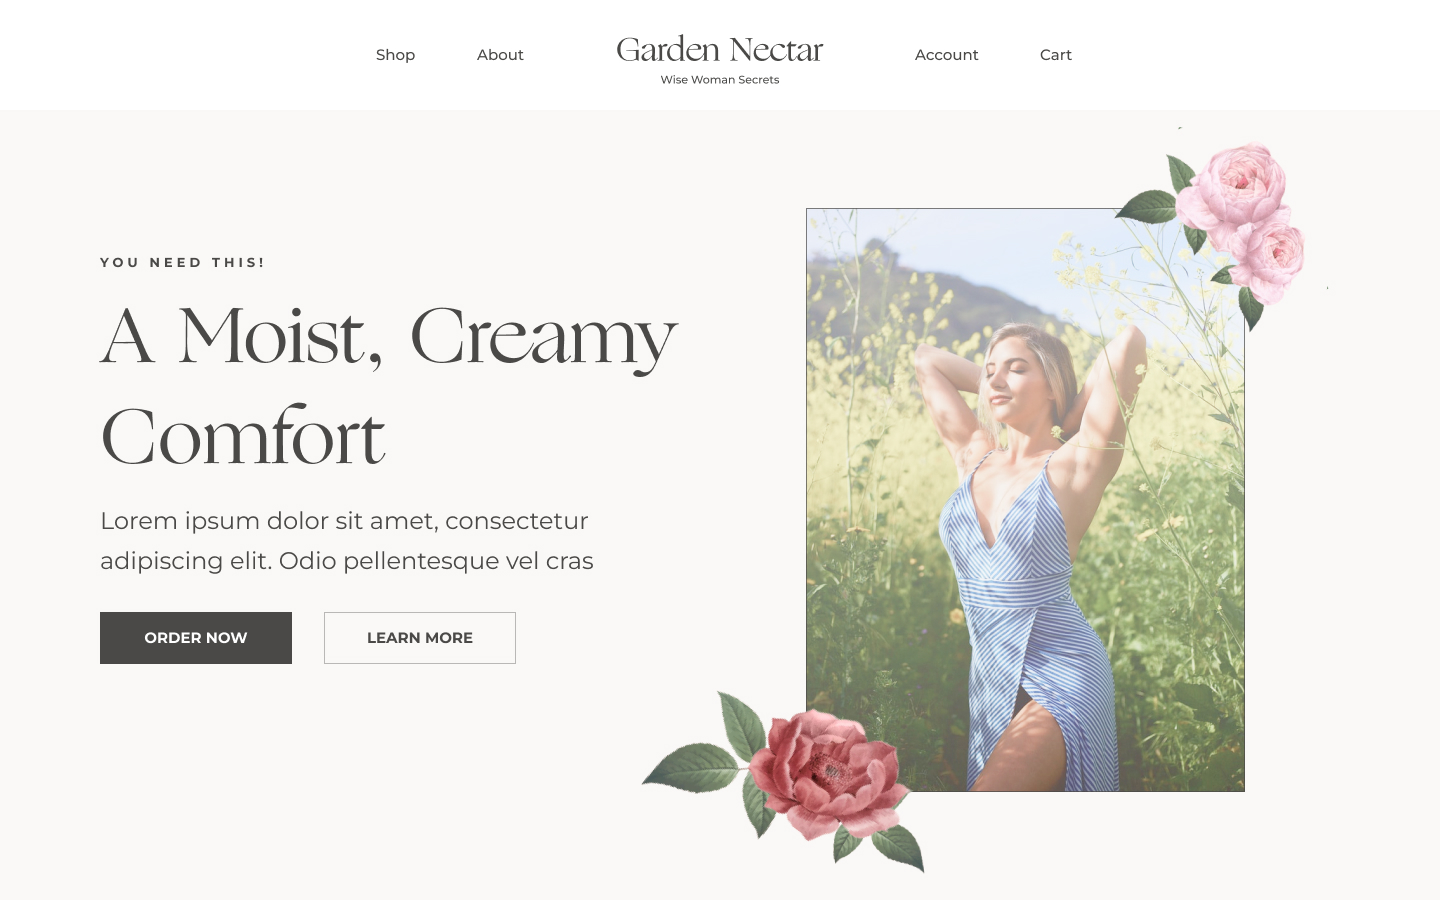 Shop
About
Garden Nectar
Wise Woman Secrets
Account
Cart
YOU NEED THIS!
A Moist, Creamy
Comfort
Lorem ipsum dolor sit amet, consectetur
adipiscing elit. Odio pellentesque vel cras
ORDER NOW
LEARN MORE